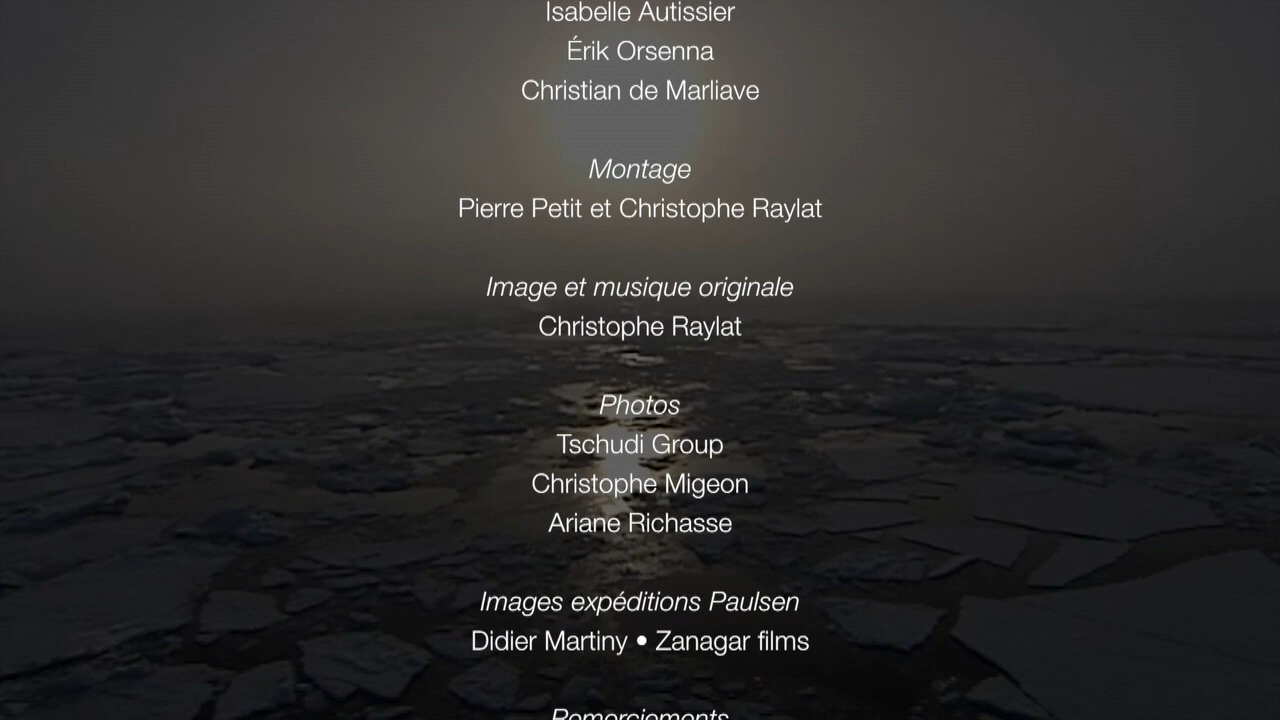 Isabelle Autissier
Érik Orsenna
Christian de Marliave
Montage
Pierre Petit et Christophe Raylat
Image et musique originale
Christophe Raylat
Photos
Tschudi Group
Christophe Migeon
Ariane Richasse
Images expéditions Paulsen
Didier Martiny • Zanagar films
Remerciements